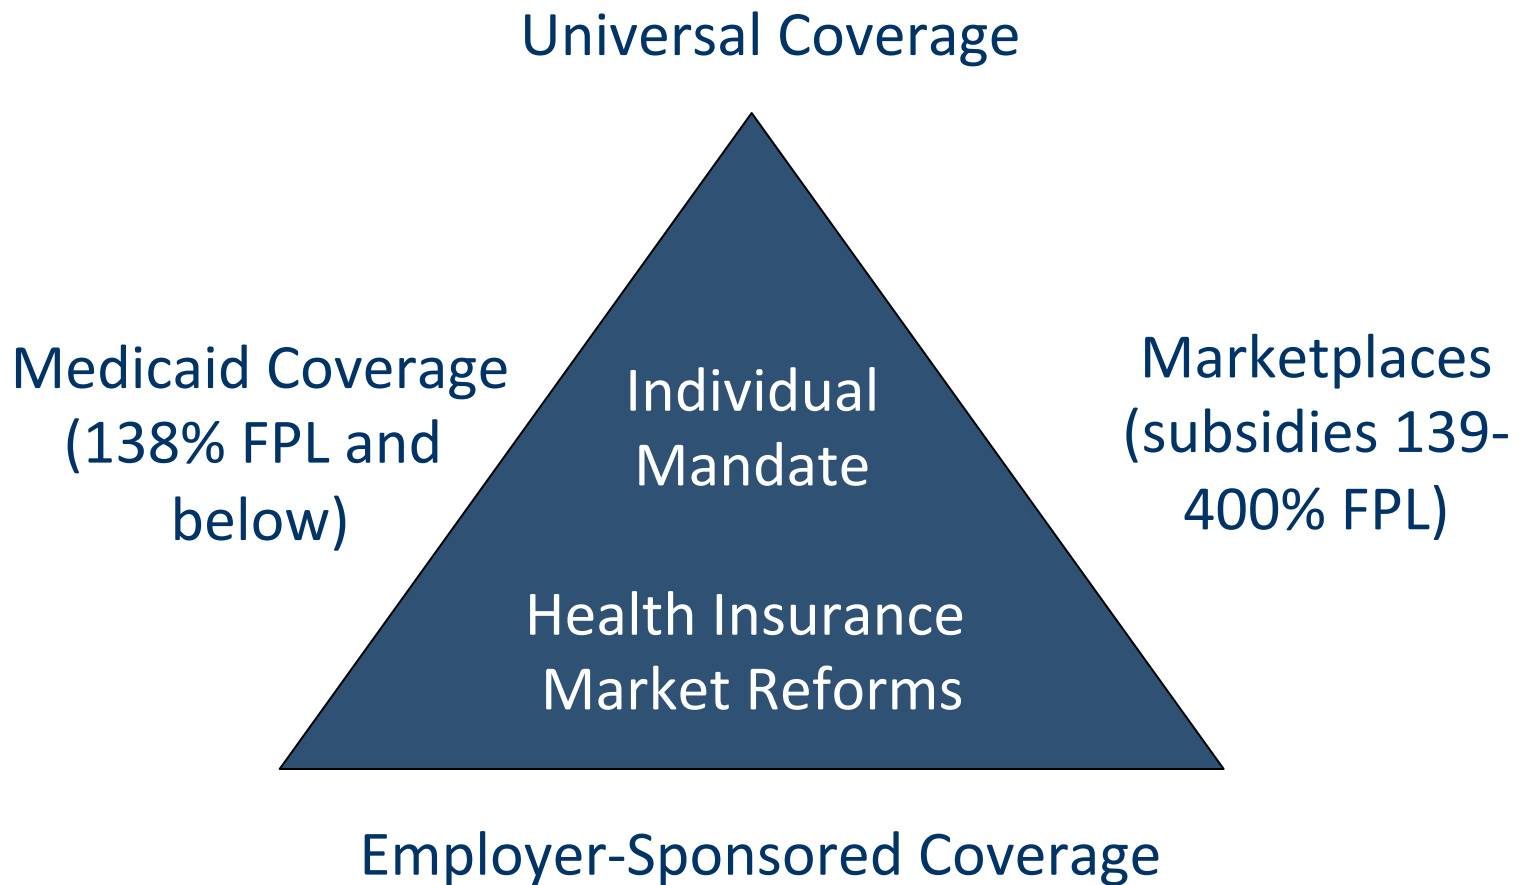 Universal Coverage
Medicaid Coverage
(138% FPL and
below)
Individual
Mandate
Health Insurance
Market Reforms
Marketplaces
(subsidies 139-
400% FPL)
Employer-Sponsored Coverage